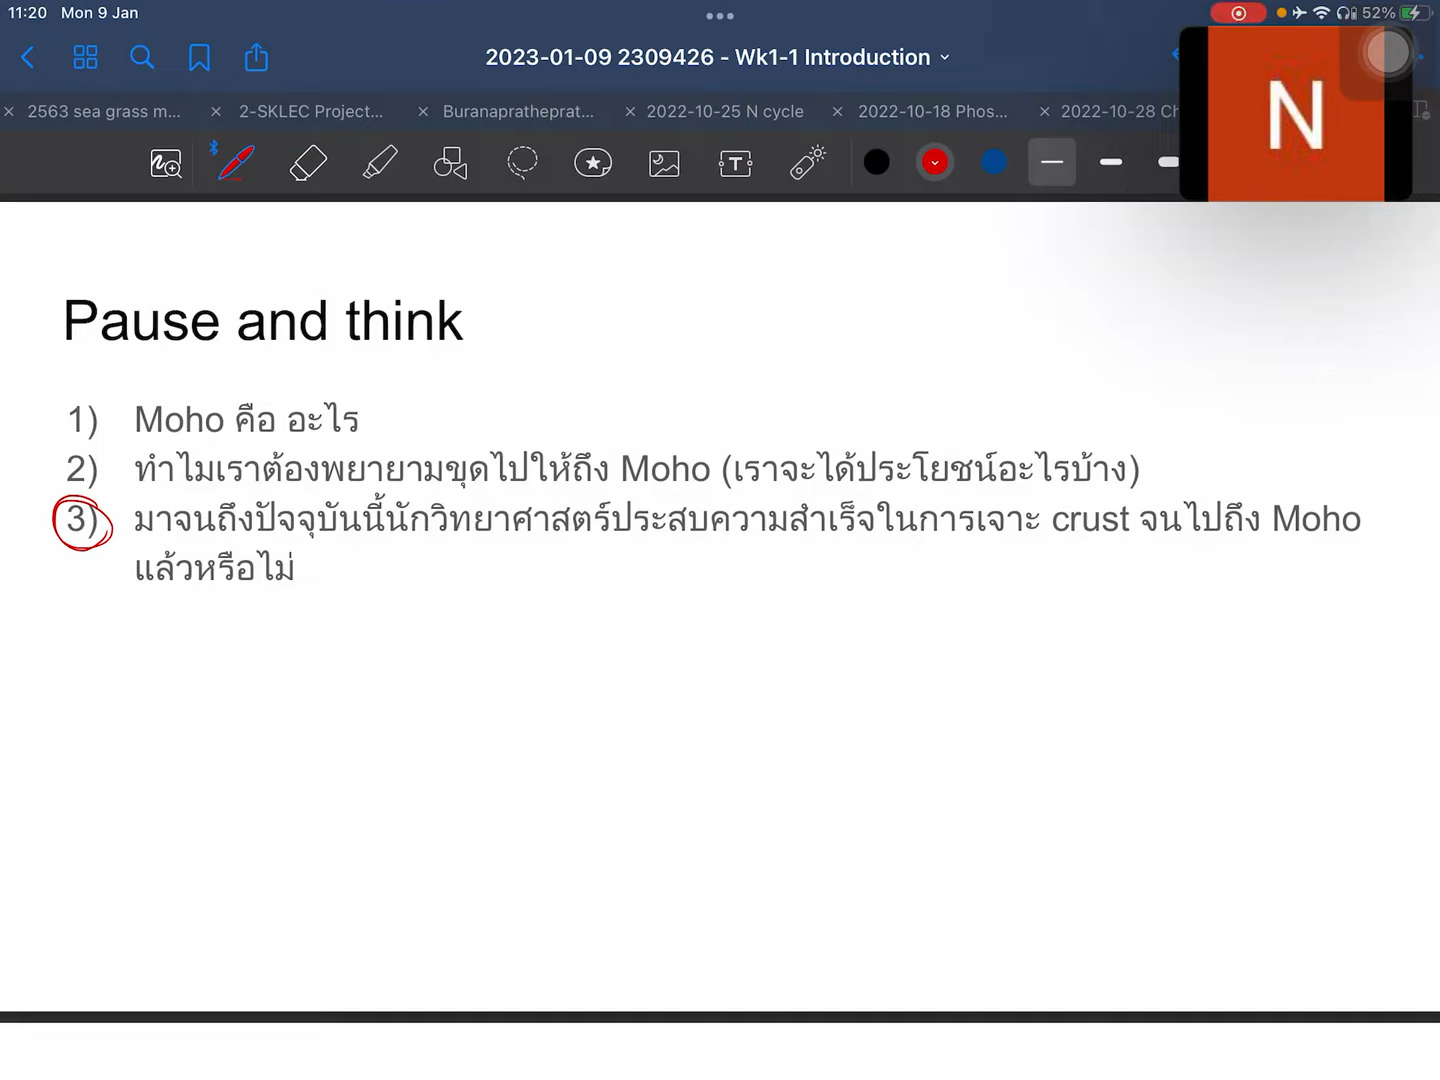 11:20 Mon 9 Jan
52%
2023-01-09 2309426 - Wk1-1 Introduction
2563 sea grass m...
2-SKLEC Project...
Buranapratheprat...
2022-10-25 N cycle
2022-10-18 Phos...
2022-10-28 Ch
T
N
Pause and think
1) Moho คือ อะไร
2) ทำไมเราต้องพยายามขุดไปให้ถึง Moho (เราจะได้ประโยชน์อะไรบ้าง)
3) มาจนถึงปัจจุบันนี้นักวิทยาศาสตร์ประสบความสำเร็จในการเจาะ crust จนไปถึง Moho
แล้วหรือไม่